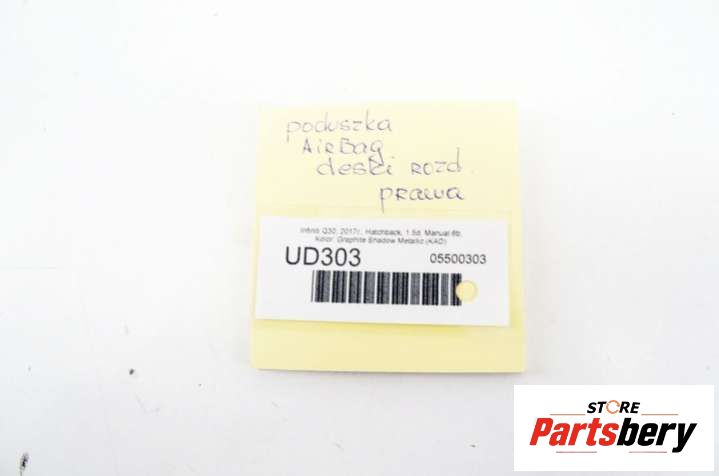 poduszka
AirBag
deski rozd.
prawa
Infiniti Q30, 2017r., Hatchback, 1.5d, Manual 6b,
Kolor: Graphite Shadow Metallic (KAD)
UD303 05500303
STORE
Partsbery